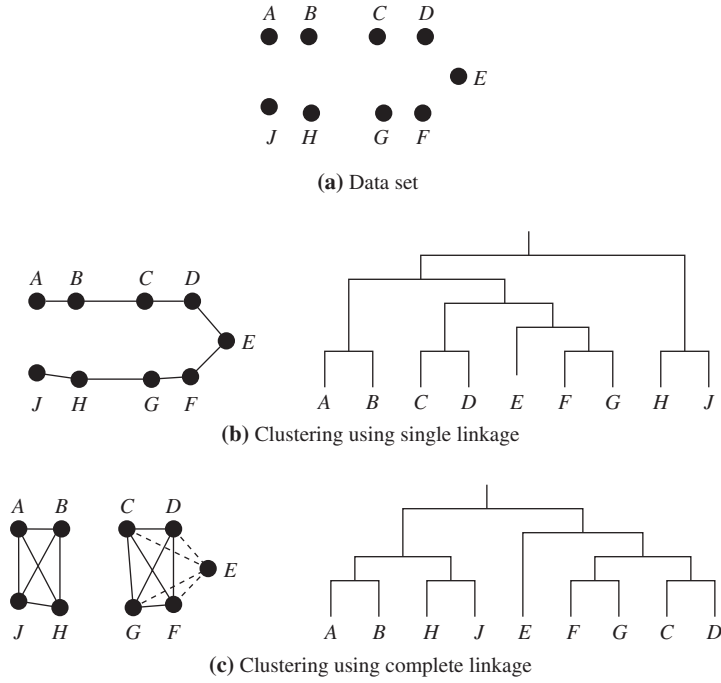 A B C D
E
J H G F
(a) Data set
A B C D
E
J H G F
A B C D E F G H J
(b) Clustering using single linkage
A B C D
E
J H G F
A B H J E F G C D
(c) Clustering using complete linkage